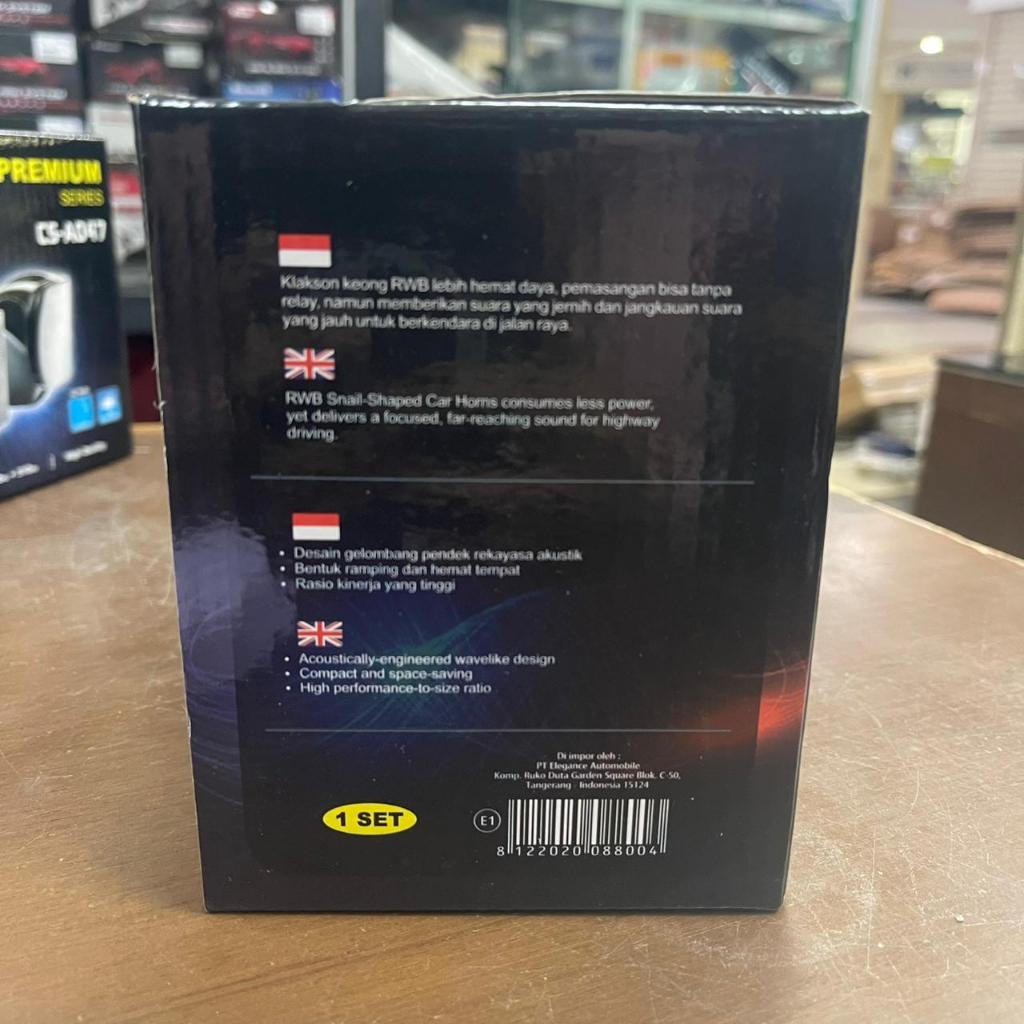 PREMIUM
SERIES
CS-AD47
Klakson keong RWB lebih hemat daya, pemasangan bisa tanpa
relay, namun memberikan suara yang jernih dan jangkauan suara
yang jauh untuk berkendara di jalan raya.
RWB Snail-Shaped Car Horns consumes less power,
yet delivers a focused, far-reaching sound for highway
driving.
• Desain gelombang pendek rekayasa akustik
• Bentuk ramping dan hemat tempat
• Rasio kinerja yang tinggi
• Acoustically-engineered wavelike design
• Compact and space-saving
• High performance-to-size ratio
Di impor oleh :
PT Elegance Automobile
Komp. Ruko Duta Garden Square Blok. C-50,
Tangerang - Indonesia 15124
1 SET
E1
8 122020 088004